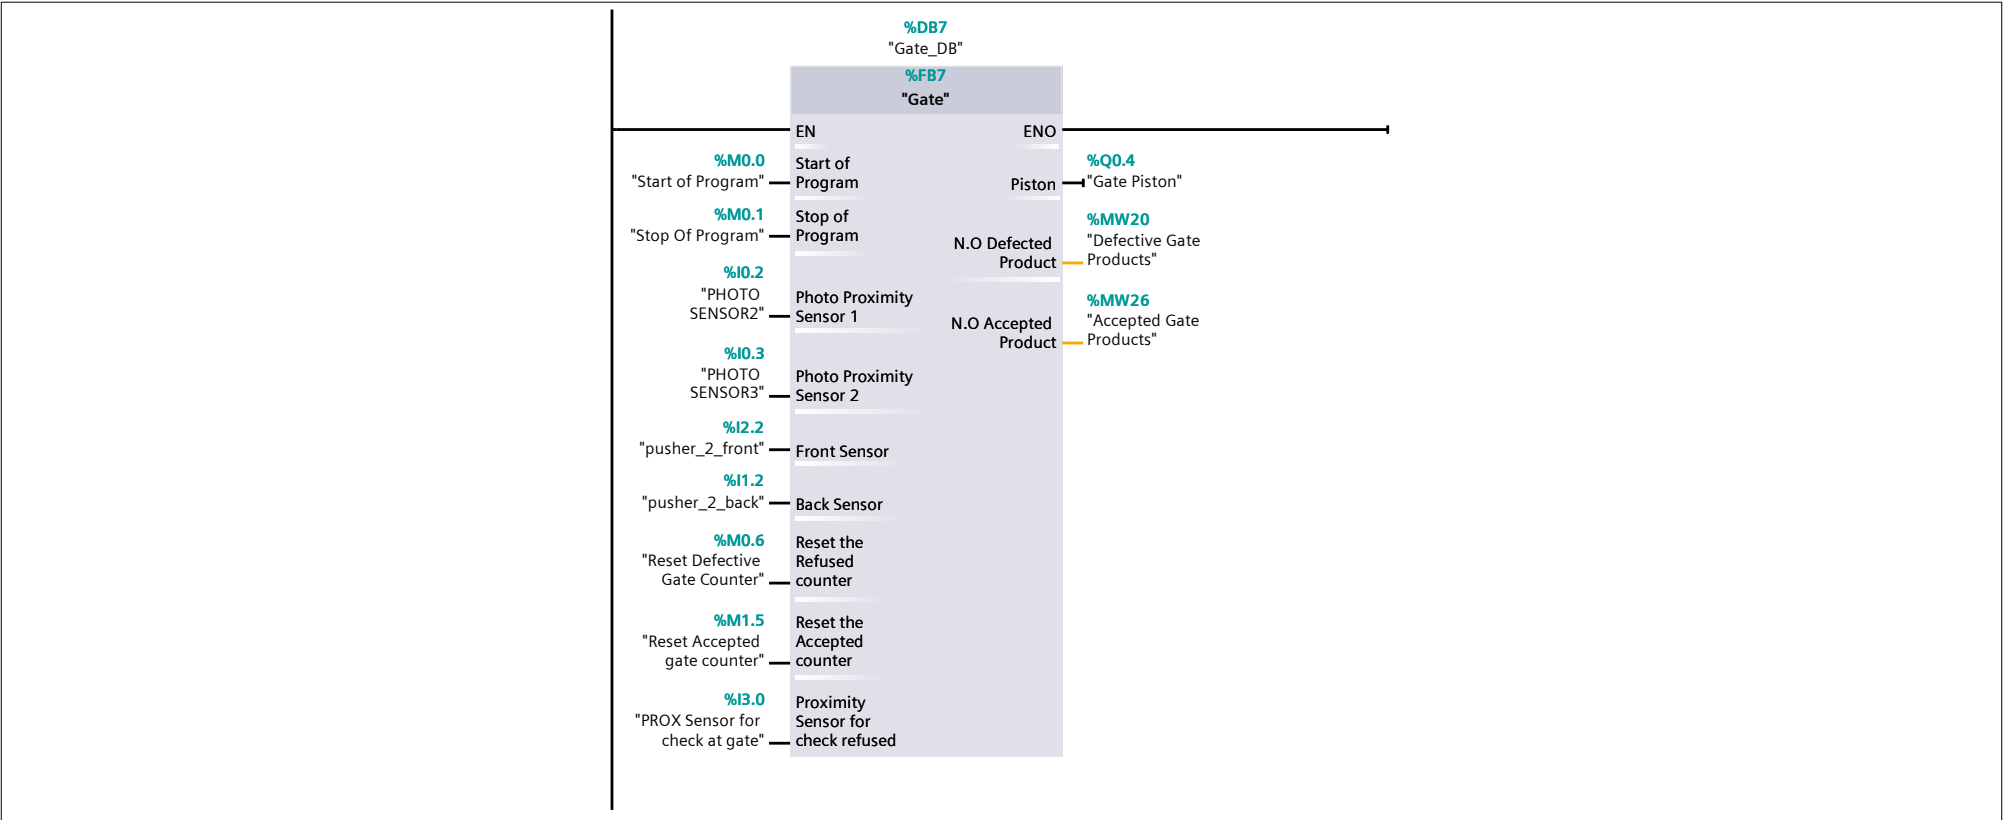 %DB7
"Gate_DB"
%FB7
"Gate"
EN
ENO
%M0.0
"Start of Program"
Start of
Program
Piston
%Q0.4
"Gate Piston"
%M0.1
"Stop Of Program"
Stop of
Program
N.O Defected
Product
%MW20
"Defective Gate
Products"
%I0.2
"PHOTO
SENSOR2"
Photo Proximity
Sensor 1
N.O Accepted
Product
%MW26
"Accepted Gate
Products"
%I0.3
"PHOTO
SENSOR3"
Photo Proximity
Sensor 2
%I2.2
"pusher_2_front"
Front Sensor
%I1.2
"pusher_2_back"
Back Sensor
%M0.6
"Reset Defective
Gate Counter"
Reset the
Refused
counter
%M1.5
"Reset Accepted
gate counter"
Reset the
Accepted
counter
%I3.0
"PROX Sensor for
check at gate"
Proximity
Sensor for
check refused